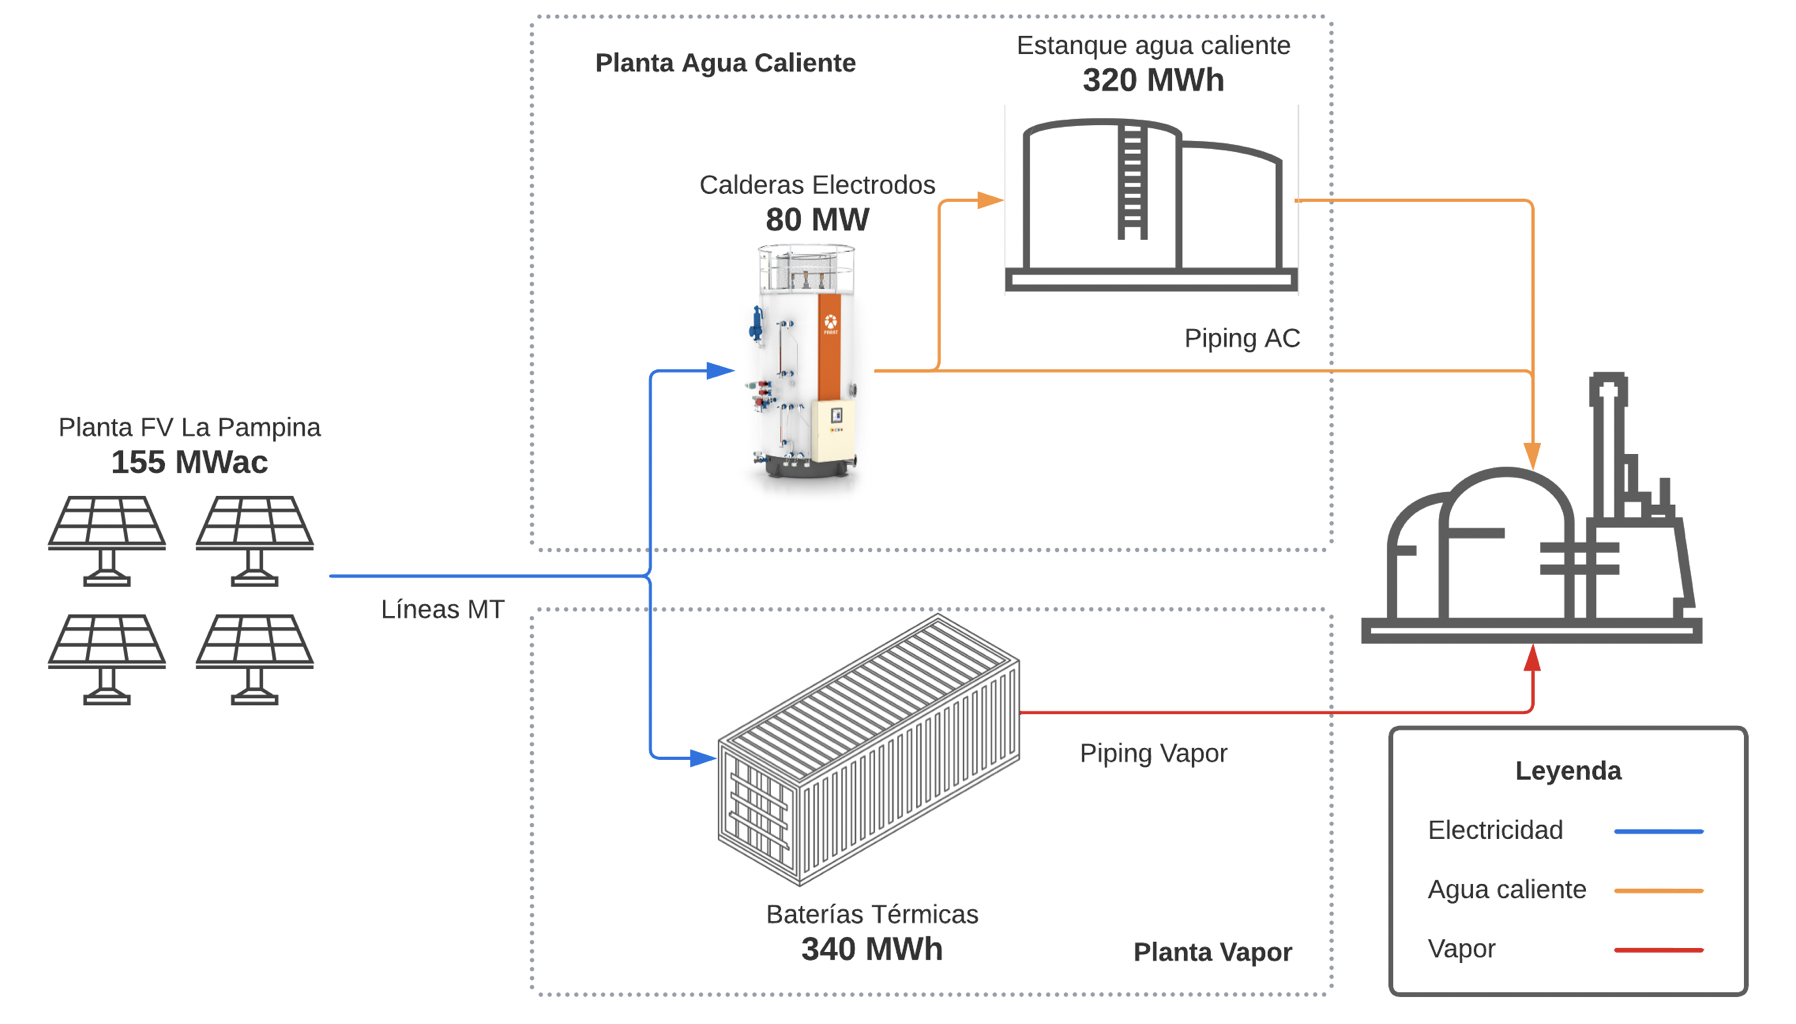 Planta Agua Caliente
Estanque agua caliente
320 MWh
Calderas Electrodos
80 MW
PARAT
Piping AC
Planta FV La Pampina
155 MWac
Líneas MT
Piping Vapor
Baterías Térmicas
340 MWh
Planta Vapor
Leyenda
Electricidad
Agua caliente
Vapor